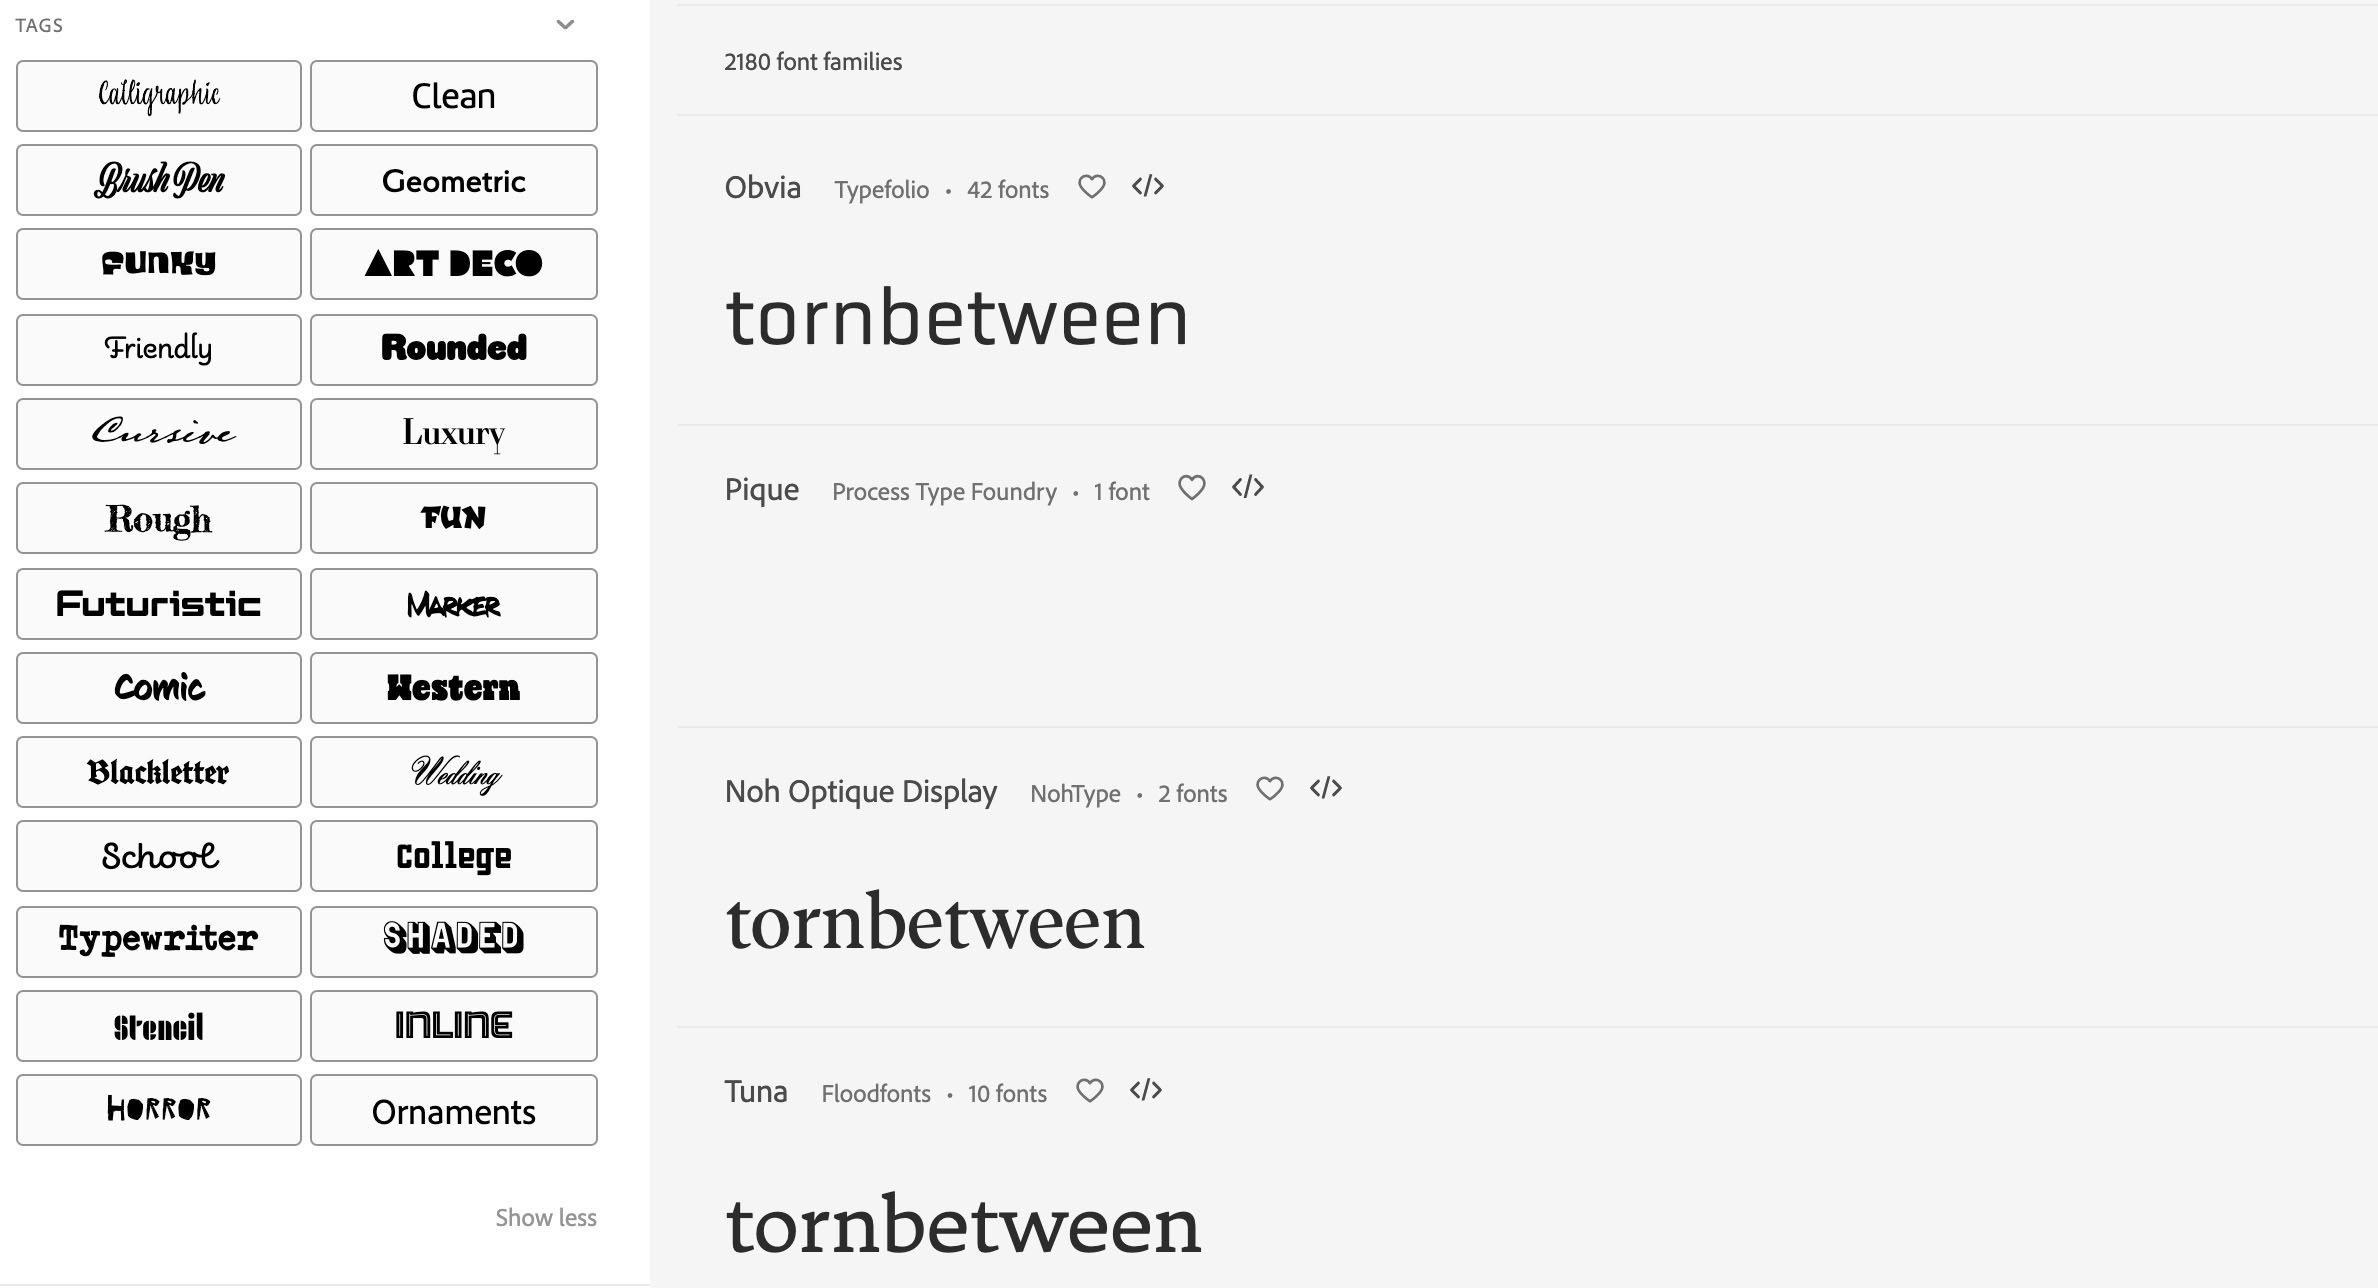 TAGS
Calligraphic
Clean
Brush Pen
Geometric
Funky
ART DECO
Friendly
Rounded
Cursive
Luxury
Rough
FUN
Futuristic
MARKER
Comic
Western
Blackletter
Wedding
School
College
Typewriter
SHADED
Stencil
INLINE
HORROR
Ornaments
Show less
2180 font families
Obvia Typefolio • 42 fonts </>
tornbetween
Pique Process Type Foundry • 1 font </>
Noh Optique Display NohType • 2 fonts </>
tornbetween
Tuna Floodfonts • 10 fonts </>
tornbetween